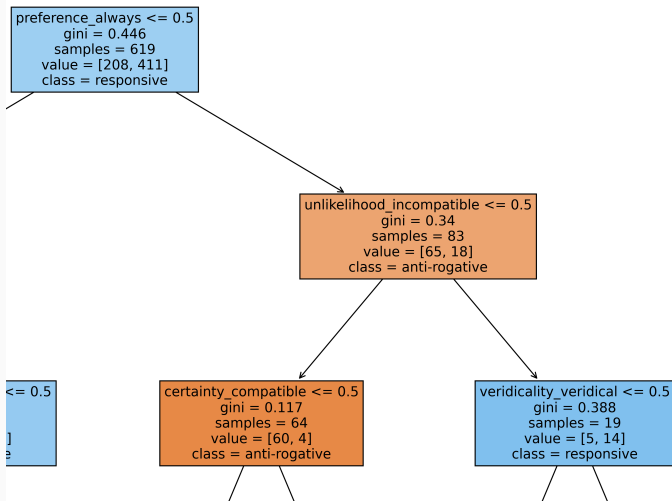 preference_always <= 0.5
gini = 0.446
samples = 619
value = [208, 411]
class = responsive
unlikelihood_incompatible <= 0.5
gini = 0.34
samples = 83
value = [65, 18]
class = anti-rogative
<= 0.5
]
e
certainty_compatible <= 0.5
gini = 0.117
samples = 64
value = [60, 4]
class = anti-rogative
veridicality_veridical <= 0.5
gini = 0.388
samples = 19
value = [5, 14]
class = responsive